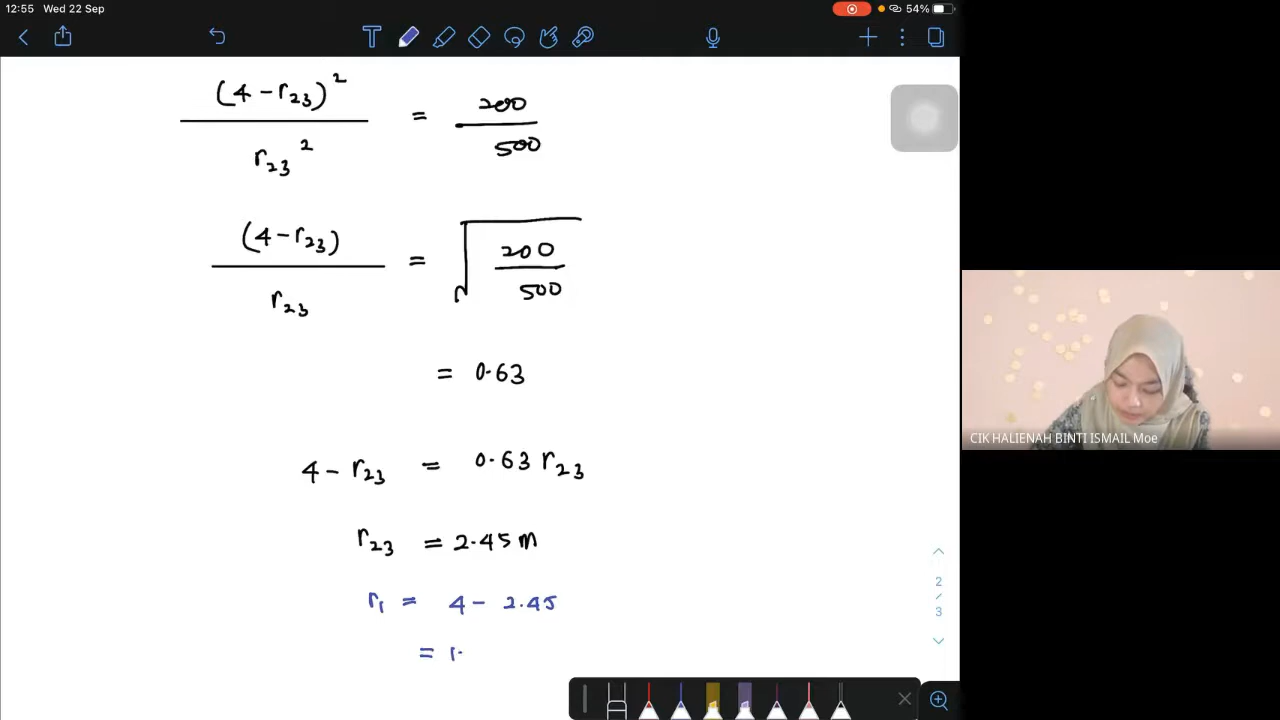 12:55 Wed 22 Sep
54%
(4 - r₂₃)² / r₂₃² = 200 / 500
(4 - r₂₃) / r₂₃ = √(200 / 500)
= 0.63
4 - r₂₃ = 0.63 r₂₃
r₂₃ = 2.45 m
r₁ = 4 - 2.45
= 1.
2
/
3
CIK HALIENAH BINTI ISMAIL Moe